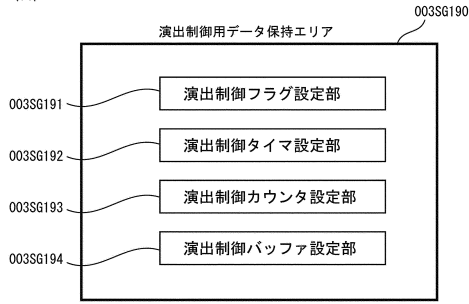 003SG190
演出制御用データ保持エリア
003SG191
演出制御フラグ設定部
003SG192
演出制御タイマ設定部
003SG193
演出制御カウンタ設定部
003SG194
演出制御バッファ設定部